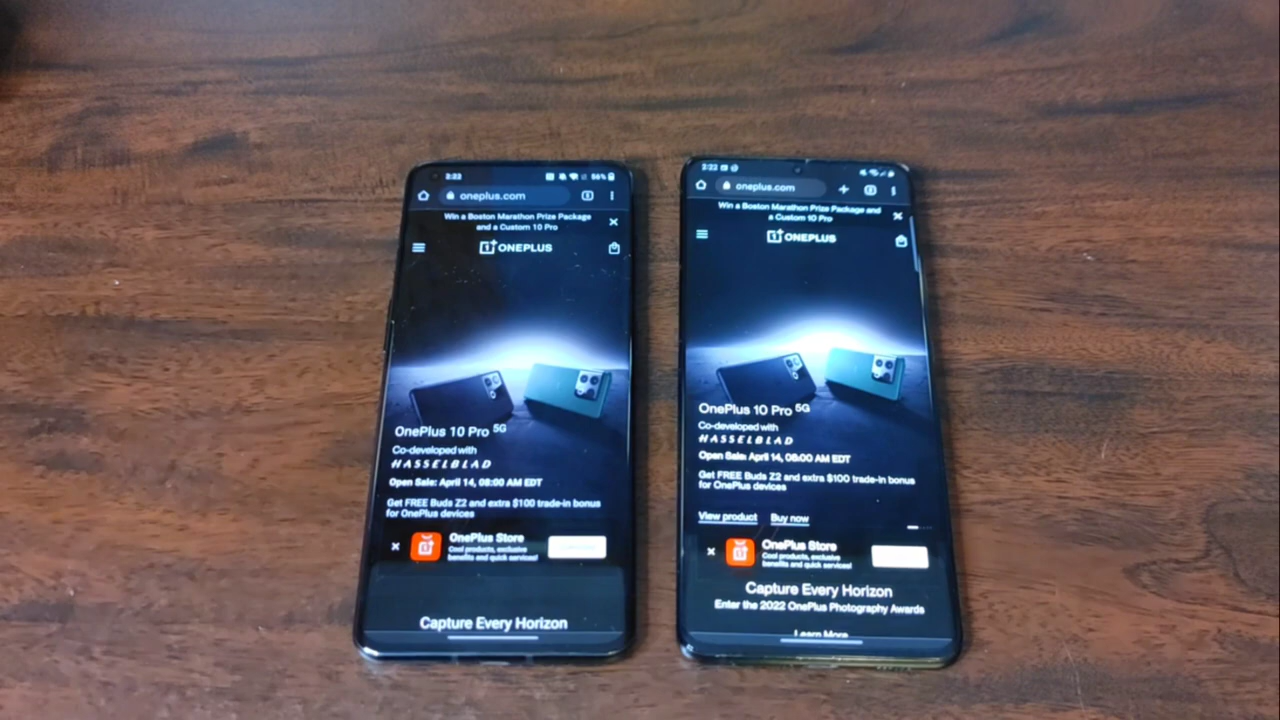 2:22
56%
oneplus.com
Win a Boston Marathon Prize Package
and a Custom 10 Pro
ONEPLUS
OnePlus 10 Pro 5G
Co-developed with
HASSELBLAD
Open Sale: April 14, 08:00 AM EDT
Get FREE Buds Z2 and extra $100 trade-in bonus
for OnePlus devices
OnePlus Store
Cool products, exclusive
benefits and quick services!
Capture Every Horizon
2:22
oneplus.com
Win a Boston Marathon Prize Package and
a Custom 10 Pro
ONEPLUS
OnePlus 10 Pro 5G
Co-developed with
HASSELBLAD
Open Sale: April 14, 08:00 AM EDT
Get FREE Buds Z2 and extra $100 trade-in bonus
for OnePlus devices
View product Buy now
OnePlus Store
Cool products, exclusive
benefits and quick services!
Capture Every Horizon
Enter the 2022 OnePlus Photography Awards
Learn More